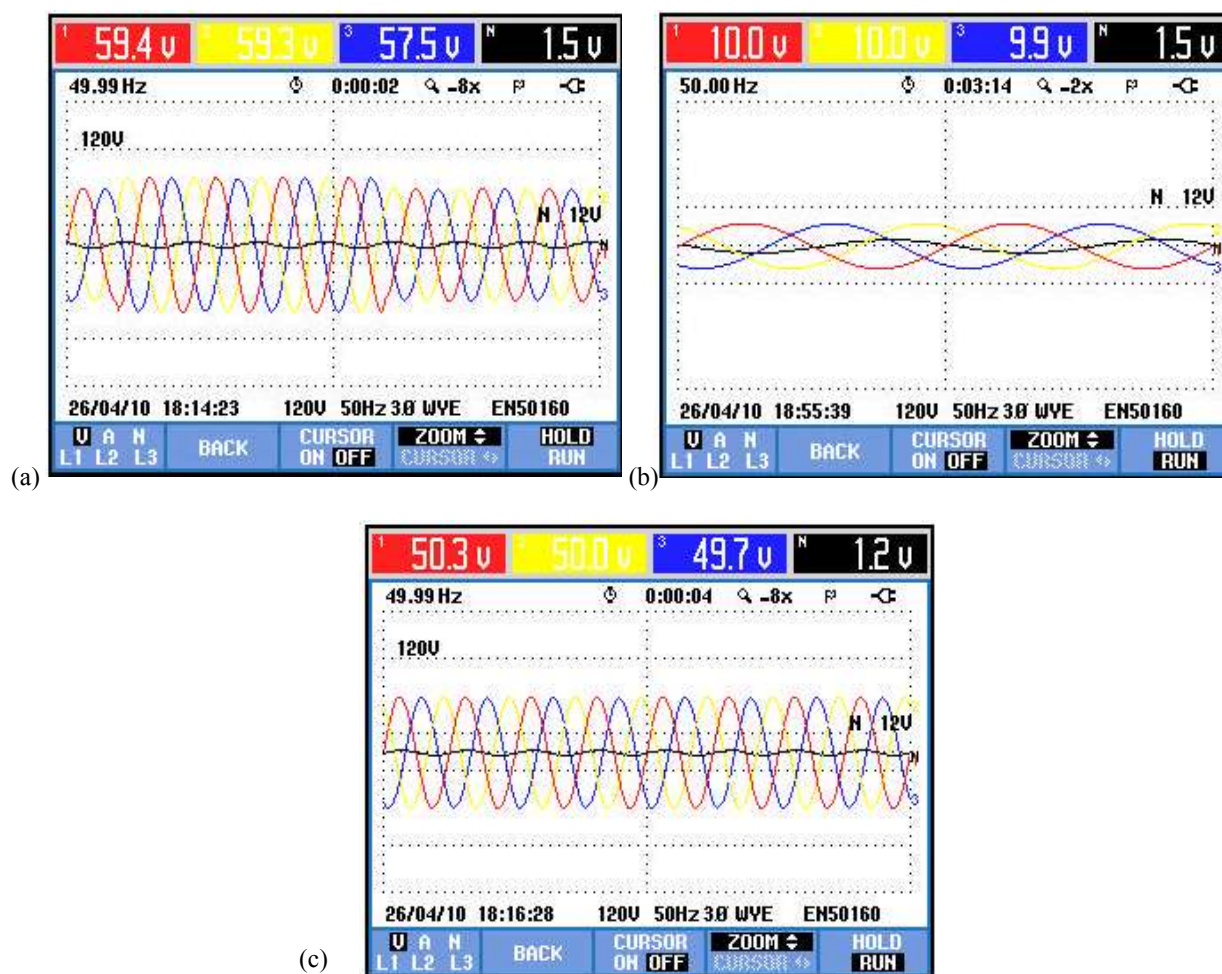 1 59.4 V 2 59.3 V 3 57.5 V N 1.5 V
49.99 Hz 0:00:02 -8x P
120V
N 12V
N
3
26/04/10 18:14:23 120V 50Hz 3Ø WYE EN50160
V A N
L1 L2 L3
BACK
CURSOR
ON OFF
ZOOM
CURSOR
HOLD
RUN
(a)
1 10.0 V 2 10.0 V 3 9.9 V N 1.5 V
50.00 Hz 0:03:14 -2x P
N 12V
N
3
26/04/10 18:55:39 120V 50Hz 3Ø WYE EN50160
V A N
L1 L2 L3
BACK
CURSOR
ON OFF
ZOOM
CURSOR
HOLD
RUN
(b)
1 50.3 V 2 50.0 V 3 49.7 V N 1.2 V
49.99 Hz 0:00:04 -8x P
120V
N 12V
N
3
26/04/10 18:16:28 120V 50Hz 3Ø WYE EN50160
V A N
L1 L2 L3
BACK
CURSOR
ON OFF
ZOOM
CURSOR
HOLD
RUN
(c)